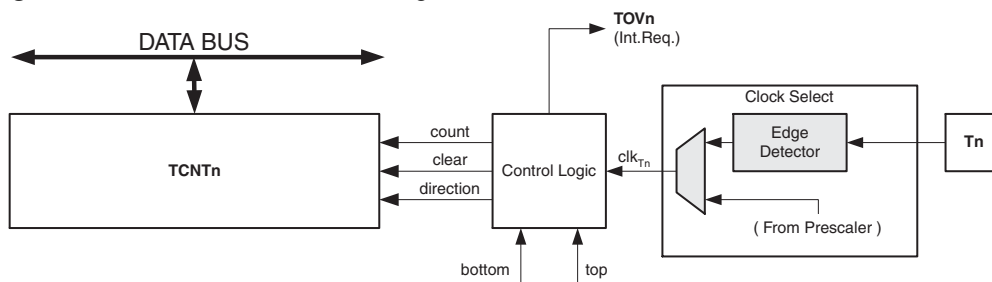 TOVn
(Int.Req.)
DATA BUS
Clock Select
TCNTn
count
clear
direction
Control Logic
clkTn
Edge
Detector
Tn
( From Prescaler )
bottom
top